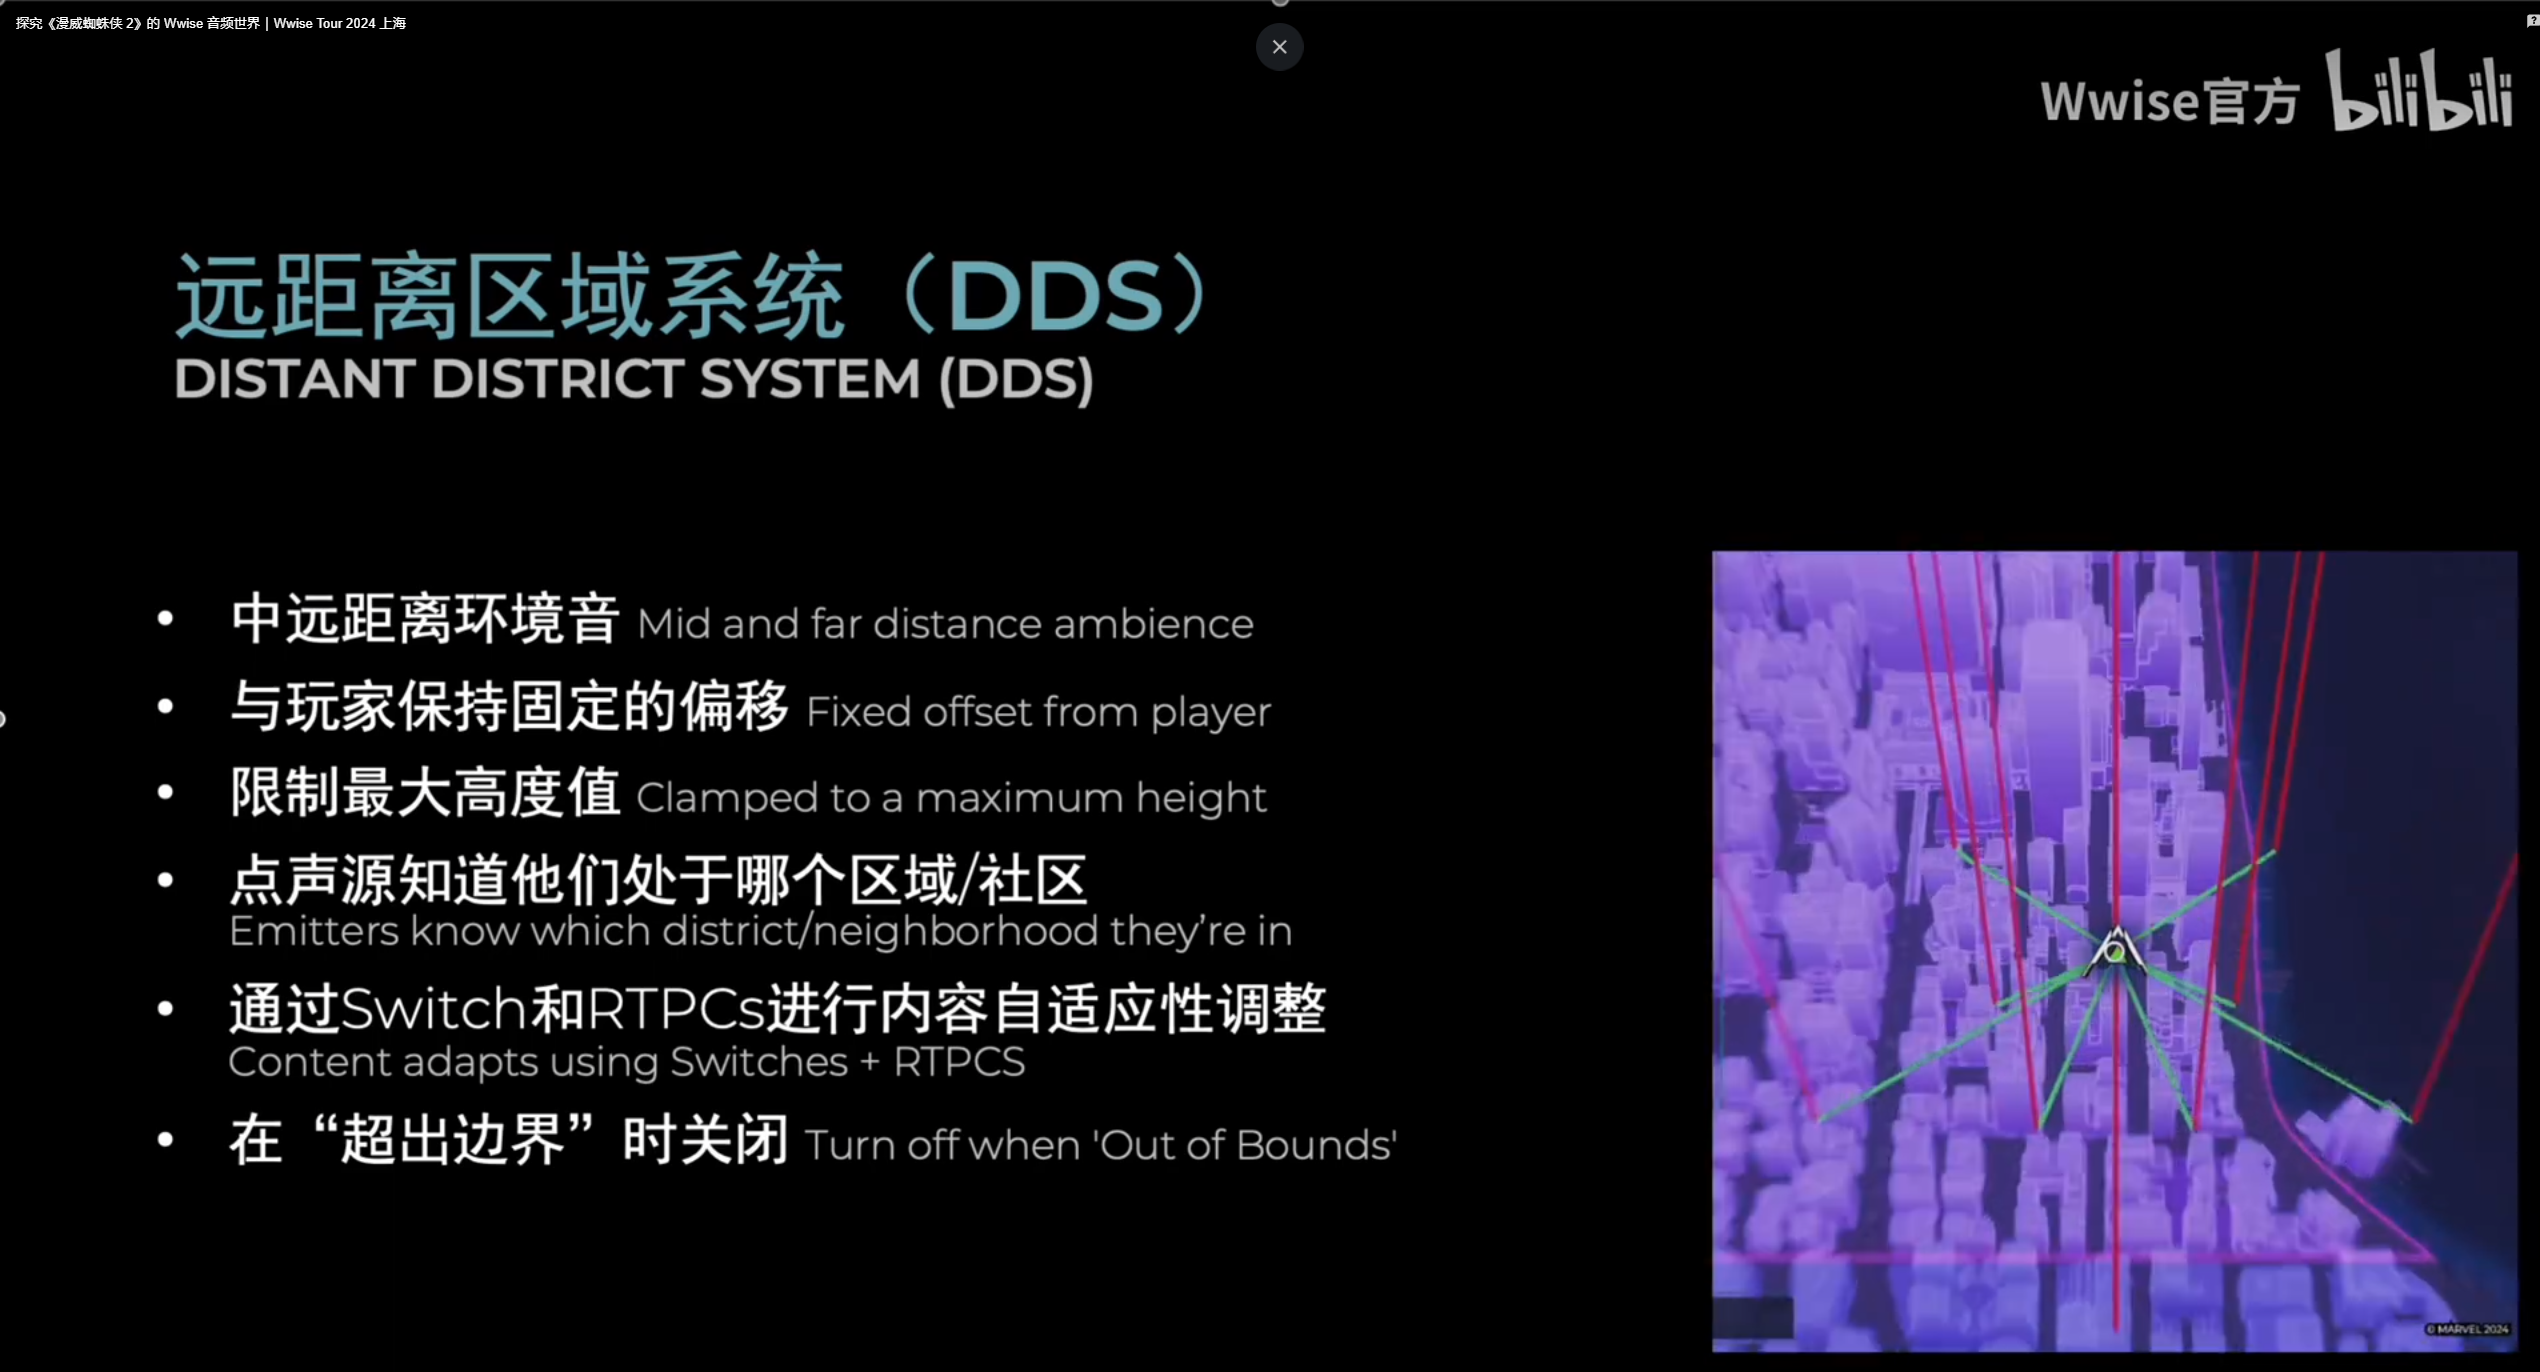 探究《漫威蜘蛛侠 2》的 Wwise 音频世界 | Wwise Tour 2024 上海
Wwise官方 bilibili
远距离区域系统（DDS）
DISTANT DISTRICT SYSTEM (DDS)
• 中远距离环境音 Mid and far distance ambience
• 与玩家保持固定的偏移 Fixed offset from player
• 限制最大高度值 Clamped to a maximum height
• 点声源知道他们处于哪个区域/社区
Emitters know which district/neighborhood they're in
• 通过Switch和RTPCs进行内容自适应性调整
Content adapts using Switches + RTPCS
• 在“超出边界”时关闭 Turn off when 'Out of Bounds'
© MARVEL 2024